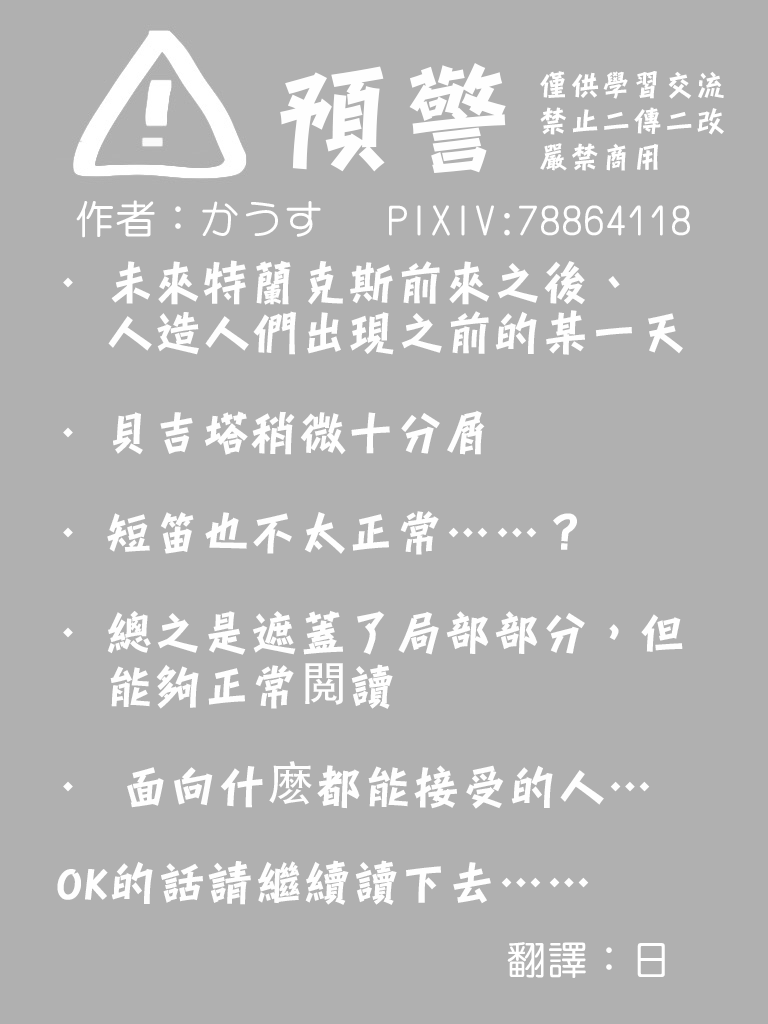 預警
僅供學習交流
禁止二傳二改
嚴禁商用
作者：かうす PIXIV:78864118
· 未來特蘭克斯前來之後、
人造人們出現之前的某一天
· 貝吉塔稍微十分屑
· 短笛也不太正常……？
· 總之是遮蓋了局部部分，但
能夠正常閱讀
· 面向什麼都能接受的人…
OK的話請繼續讀下去……
翻譯：日